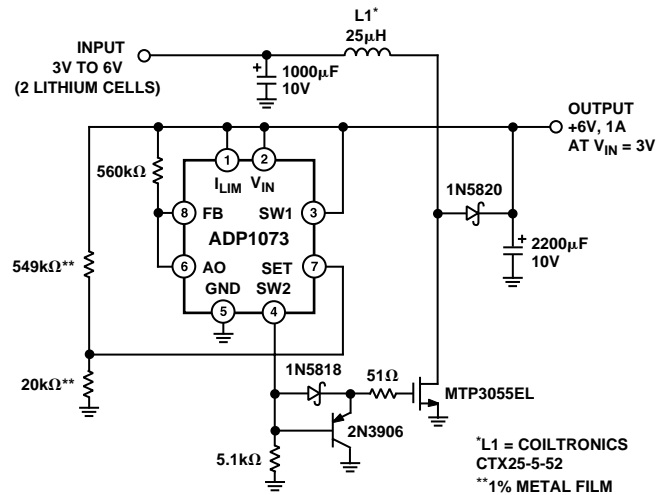 L1*
25µH
INPUT
3V TO 6V
(2 LITHIUM CELLS)
+
1000µF
10V
OUTPUT
+6V, 1A
AT VIN = 3V
560kΩ
1
2
ILIM
VIN
1N5820
8
FB
SW1
3
ADP1073
+
2200µF
10V
549kΩ**
6
AO
SET
7
GND
SW2
5
4
1N5818
51Ω
20kΩ**
MTP3055EL
2N3906
5.1kΩ
*L1 = COILTRONICS
CTX25-5-52
**1% METAL FILM